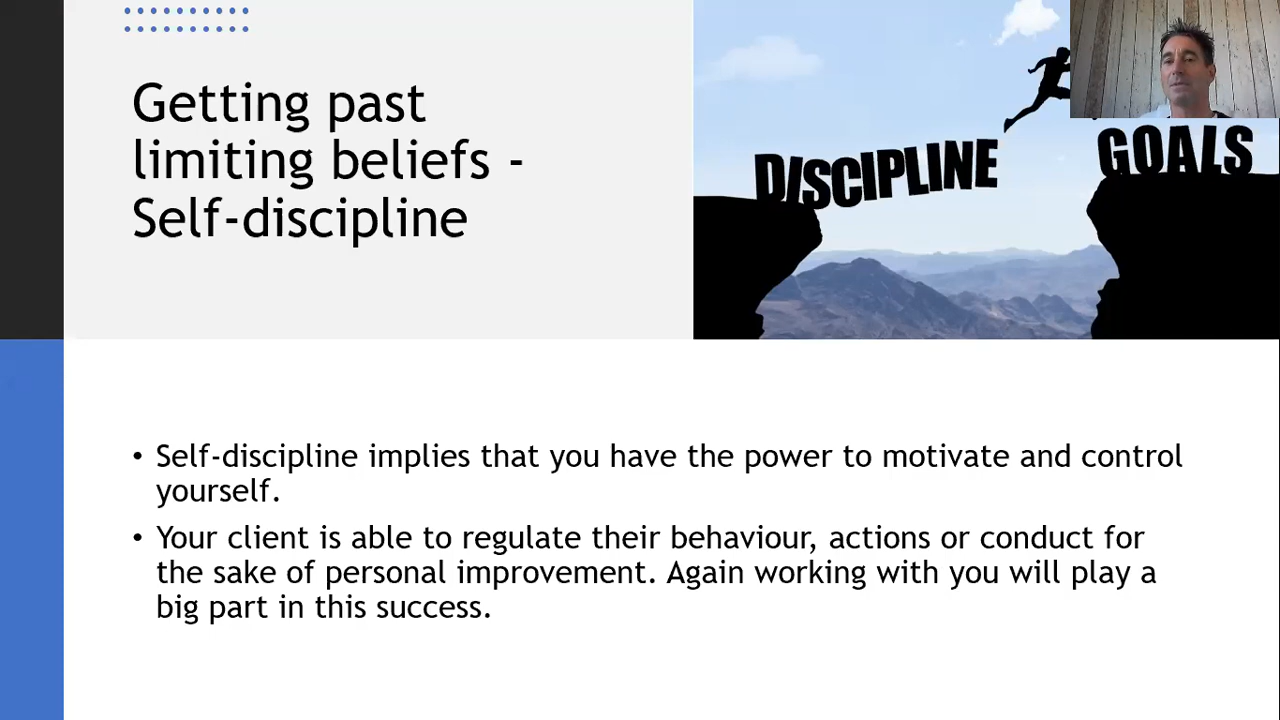 Getting past
limiting beliefs -
Self-discipline
DISCIPLINE
GOALS
• Self-discipline implies that you have the power to motivate and control
yourself.
• Your client is able to regulate their behaviour, actions or conduct for
the sake of personal improvement. Again working with you will play a
big part in this success.